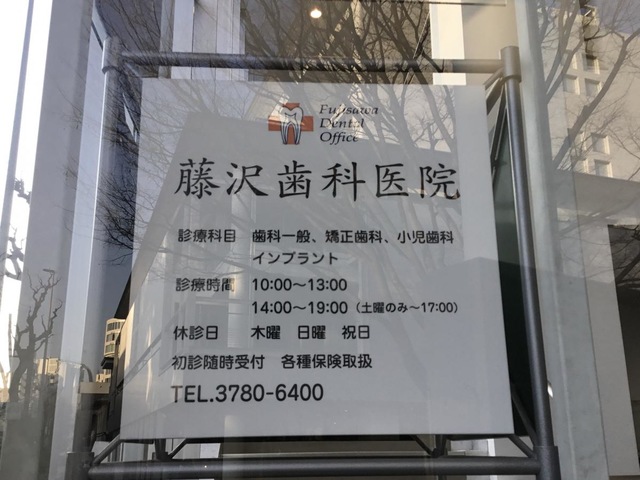 Fujisawa
Dental
Office
藤沢歯科医院
診療科目 歯科一般、矯正歯科、小児歯科
インプラント
診療時間 10:00〜13:00
14:00〜19:00（土曜のみ〜17:00）
休診日 木曜 日曜 祝日
初診随時受付 各種保険取扱
TEL.3780-6400